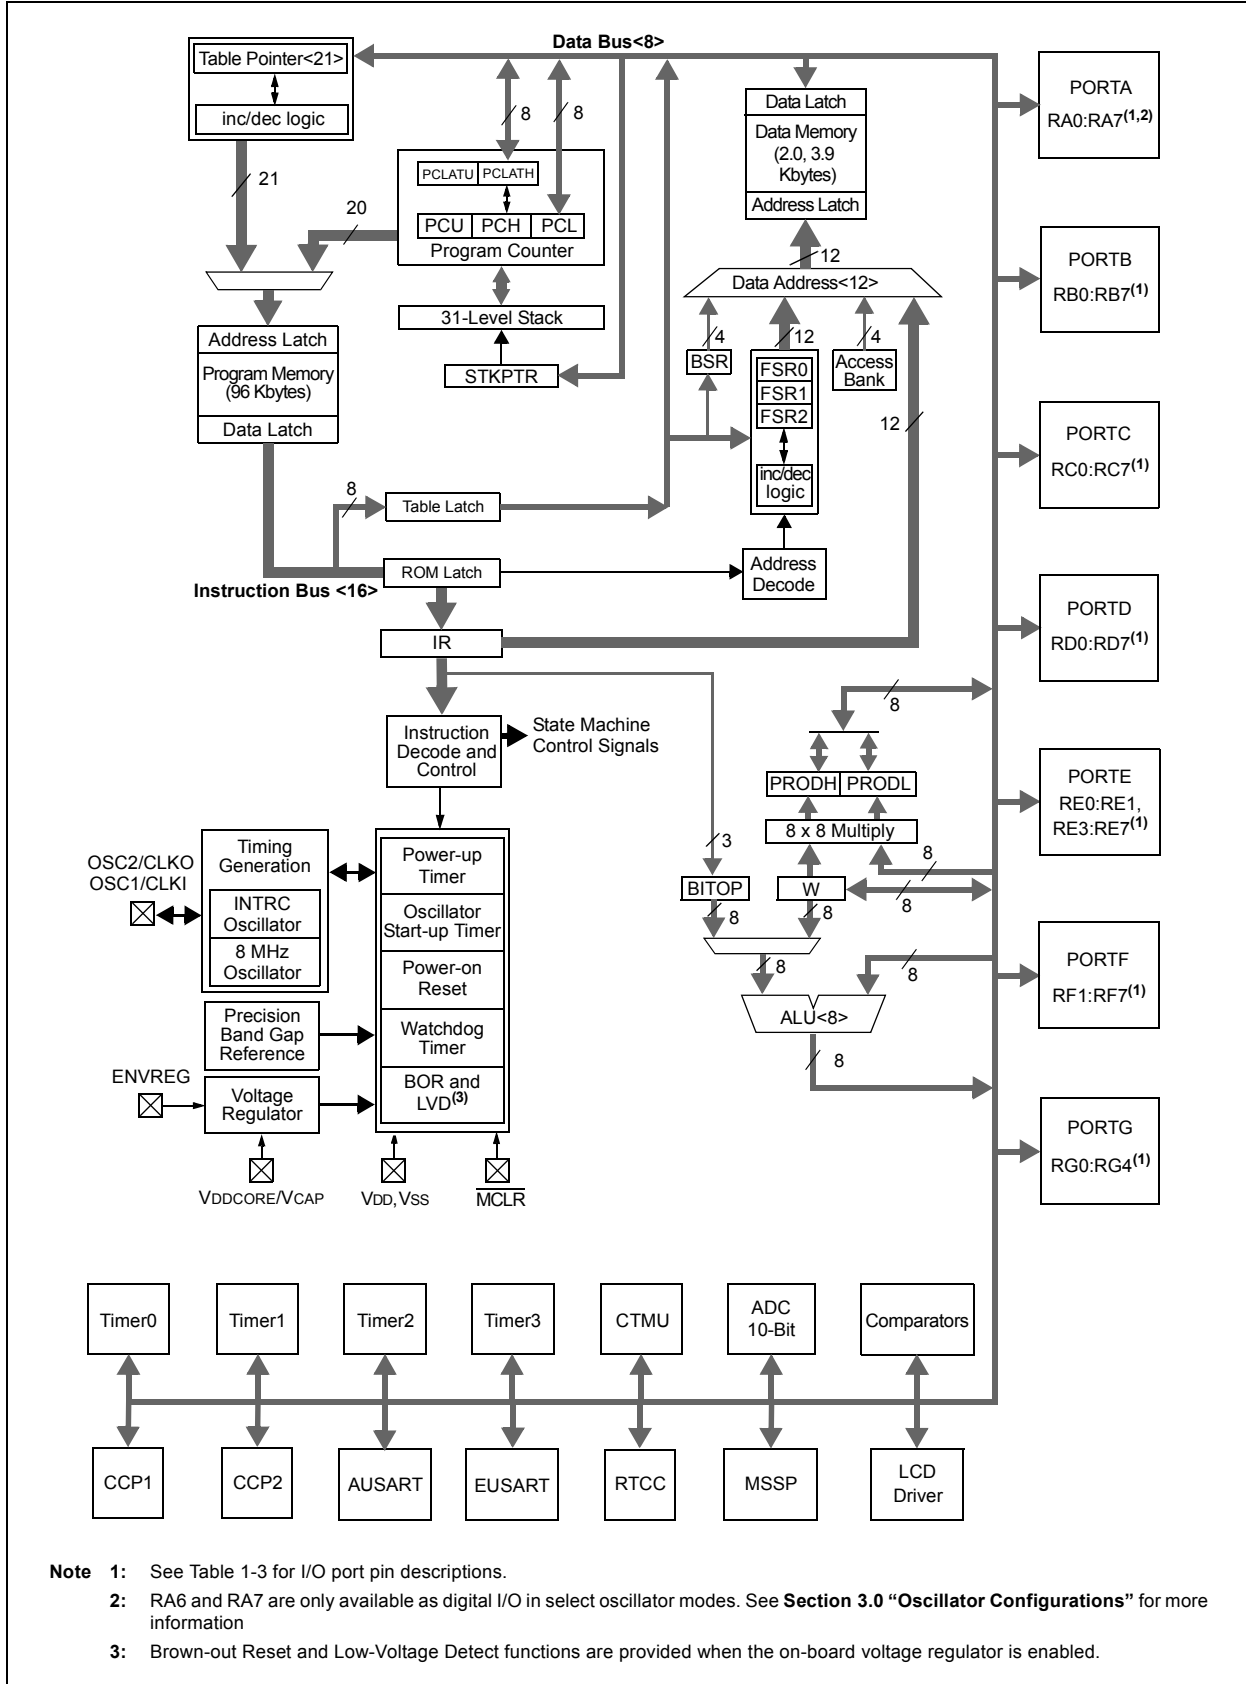 Data Bus<8>
Table Pointer<21>
inc/dec logic
21
20
8
8
PCLATU PCLATH
PCU PCH PCL
Program Counter
31-Level Stack
STKPTR
Address Latch
Program Memory
(96 Kbytes)
Data Latch
Data Latch
Data Memory
(2.0, 3.9
Kbytes)
Address Latch
12
Data Address<12>
4
12
4
BSR
FSR0
FSR1
FSR2
inc/dec
logic
Access
Bank
12
8
Table Latch
ROM Latch
Instruction Bus <16>
Address
Decode
IR
Instruction
Decode and
Control
State Machine
Control Signals
8
PRODH PRODL
8 x 8 Multiply
3
BITOP
W
8
8
8
8
8
8
ALU<8>
8
OSC2/CLKO
OSC1/CLKI
Timing
Generation
INTRC
Oscillator
8 MHz
Oscillator
Precision
Band Gap
Reference
ENVREG
Voltage
Regulator
Power-up
Timer
Oscillator
Start-up Timer
Power-on
Reset
Watchdog
Timer
BOR and
LVD(3)
VDDCORE/VCAP
VDD, VSS
MCLR
PORTA
RA0:RA7(1,2)
PORTB
RB0:RB7(1)
PORTC
RC0:RC7(1)
PORTD
RD0:RD7(1)
PORTE
RE0:RE1,
RE3:RE7(1)
PORTF
RF1:RF7(1)
PORTG
RG0:RG4(1)
Timer0
Timer1
Timer2
Timer3
CTMU
ADC
10-Bit
Comparators
CCP1
CCP2
AUSART
EUSART
RTCC
MSSP
LCD
Driver
Note 1: See Table 1-3 for I/O port pin descriptions.
2: RA6 and RA7 are only available as digital I/O in select oscillator modes. See Section 3.0 “Oscillator Configurations” for more
information
3: Brown-out Reset and Low-Voltage Detect functions are provided when the on-board voltage regulator is enabled.